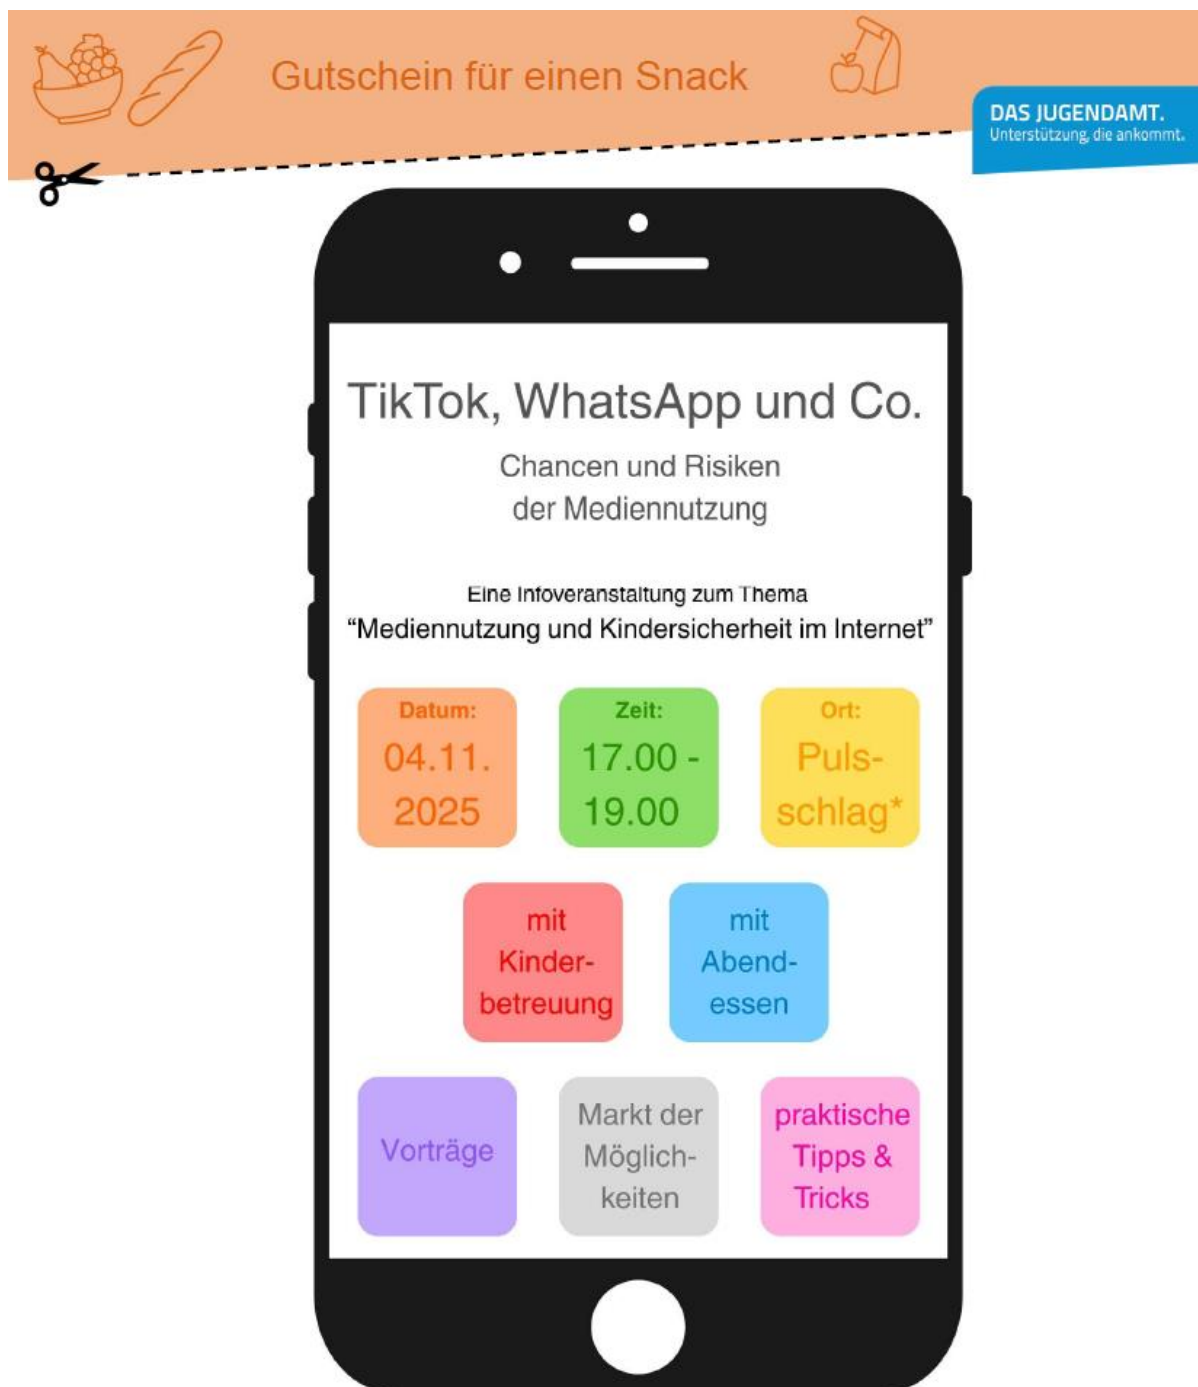 Gutschein für einen Snack
DAS JUGENDAMT.
Unterstützung, die ankommt.
TikTok, WhatsApp und Co.
Chancen und Risiken
der Mediennutzung
Eine Infoveranstaltung zum Thema
“Mediennutzung und Kindersicherheit im Internet”
Datum:
04.11.
2025
Zeit:
17.00 -
19.00
Ort:
Puls-
schlag*
mit
Kinder-
betreuung
mit
Abend-
essen
Vorträge
Markt der
Möglich-
keiten
praktische
Tipps &
Tricks